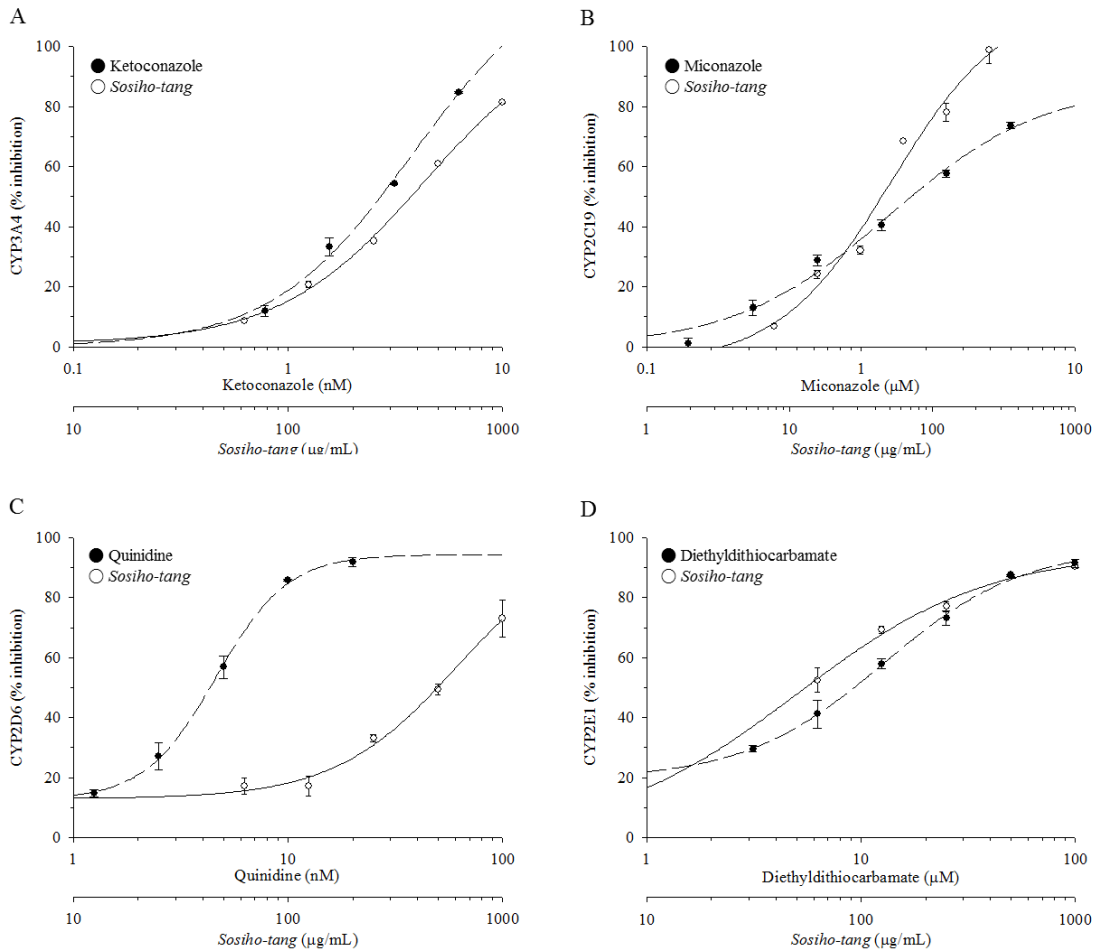 A
Ketoconazole
Sosiho-tang
CYP3A4 (% inhibition)
100
80
60
40
20
0
0.1 1 10
Ketoconazole (nM)
10 100 1000
Sosiho-tang (μg/mL)
B
Miconazole
Sosiho-tang
CYP2C19 (% inhibition)
100
80
60
40
20
0
0.1 1 10
Miconazole (μM)
1 10 100 1000
Sosiho-tang (μg/mL)
C
Quinidine
Sosiho-tang
CYP2D6 (% inhibition)
100
80
60
40
20
0
1 10 100
Quinidine (nM)
10 100 1000
Sosiho-tang (μg/mL)
D
Diethyldithiocarbamate
Sosiho-tang
CYP2E1 (% inhibition)
100
80
60
40
20
0
1 10 100
Diethyldithiocarbamate (μM)
10 100 1000
Sosiho-tang (μg/mL)